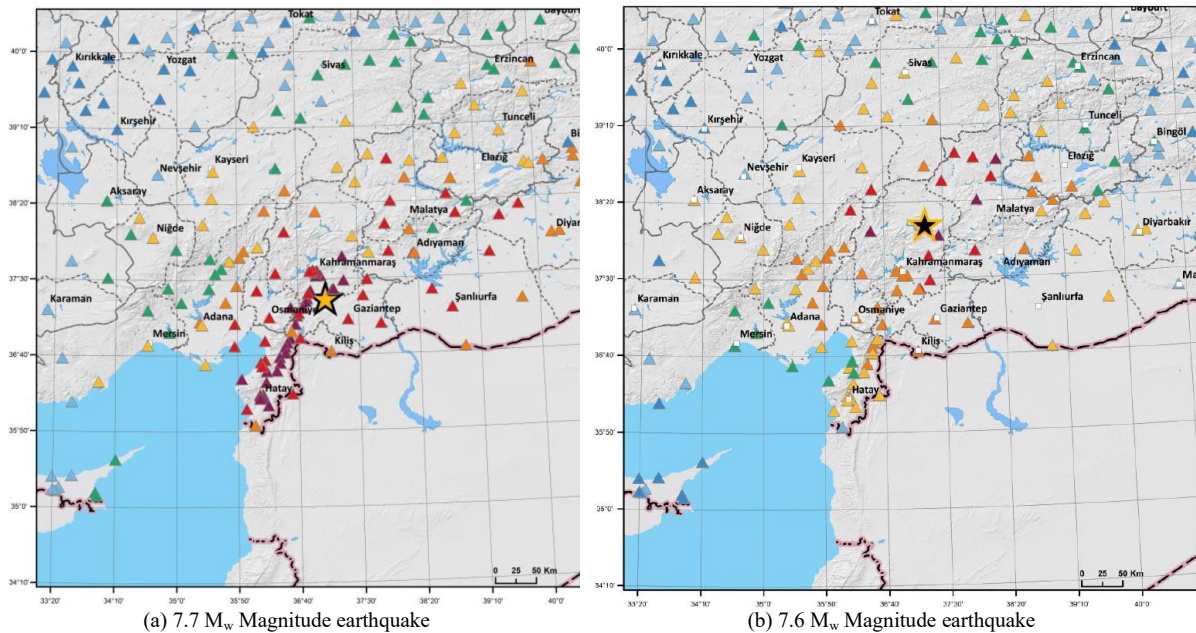 Tokat
Bayburt
40°0'
Kırıkkale
Yozgat
Sivas
Erzincan
Kırşehir
Tunceli
39°10'
Kayseri
Nevşehir
Elazığ
Aksaray
38°20'
Malatya
Niğde
Adıyaman
Kahramanmaraş
37°30'
Karaman
Şanlıurfa
Osmaniye
Gaziantep
Adana
Mersin
Kilis
36°40'
Hatay
35°50'
35°0'
34°10'
0 25 50 Km
33°20' 34°10' 35°0' 35°50' 36°40' 37°30' 38°20' 39°10' 40°0'
(a) 7.7 Mw Magnitude earthquake
Tokat
40°0'
Kırıkkale
Yozgat
Sivas
Erzincan
Kırşehir
Tunceli
39°10'
Bingöl
Kayseri
Nevşehir
Elazığ
Aksaray
38°20'
Malatya
Diyarbakır
Niğde
Adıyaman
Kahramanmaraş
37°30'
Karaman
Şanlıurfa
Osmaniye
Gaziantep
Adana
Mersin
Kilis
36°40'
Hatay
35°50'
35°0'
34°10'
0 25 50 Km
33°20' 34°10' 35°0' 35°50' 36°40' 37°30' 38°20' 39°10' 40°0'
(b) 7.6 Mw Magnitude earthquake